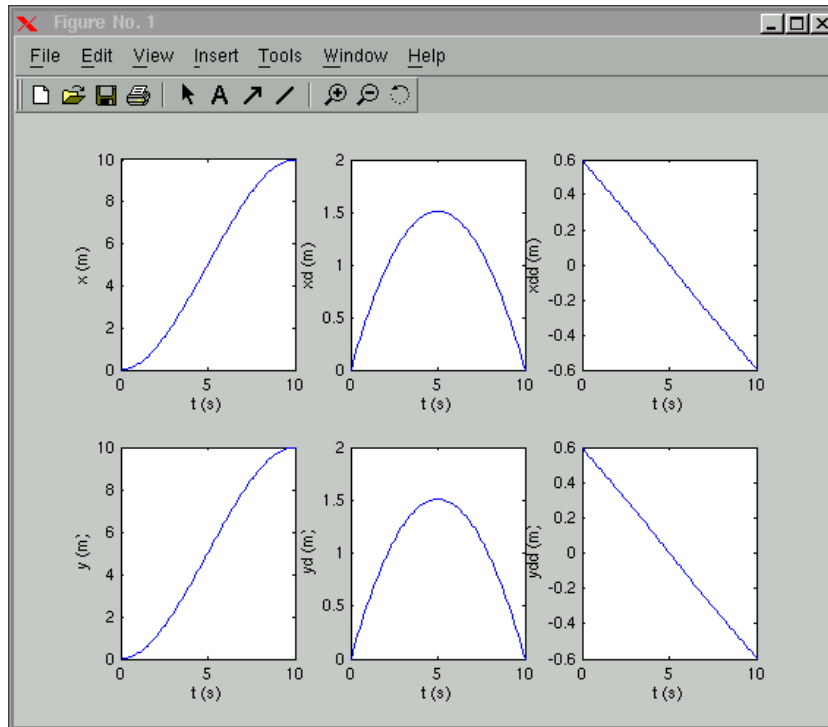 Figure No. 1
File Edit View Insert Tools Window Help
A
10
8
6
4
2
0
x (m)
0 5 10
t (s)
2
1.5
1
0.5
0
xd (m)
0 5 10
t (s)
0.6
0.4
0.2
0
-0.2
-0.4
-0.6
xdd (m)
0 5 10
t (s)
10
8
6
4
2
0
y (m)
0 5 10
t (s)
2
1.5
1
0.5
0
yd (m)
0 5 10
t (s)
0.6
0.4
0.2
0
-0.2
-0.4
-0.6
ydd (m)
0 5 10
t (s)